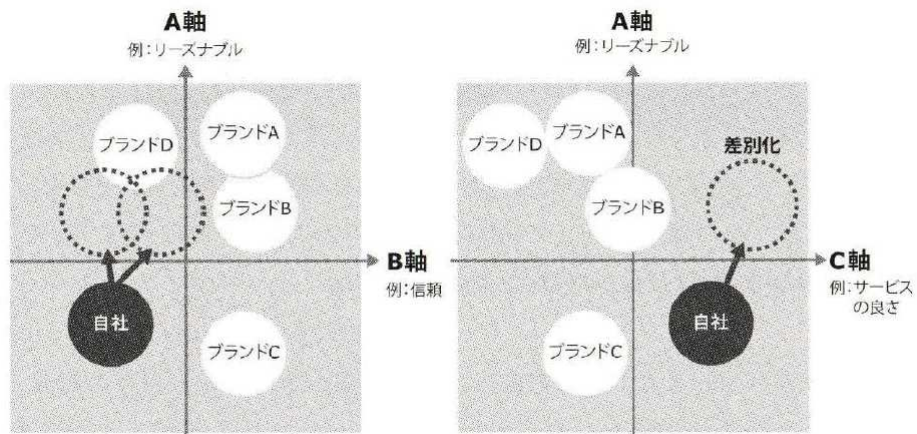 A軸
例：リーズナブル
ブランドD
ブランドA
ブランドB
B軸
例：信頼
自社
ブランドC
A軸
例：リーズナブル
ブランドD
ブランドA
差別化
ブランドB
C軸
例：サービス
の良さ
自社
ブランドC